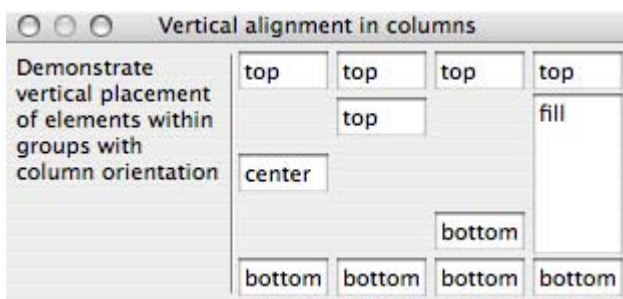 Vertical alignment in columns
Demonstrate
vertical placement
of elements within
groups with
column orientation
top top top top
top fill
center
bottom
bottom bottom bottom bottom